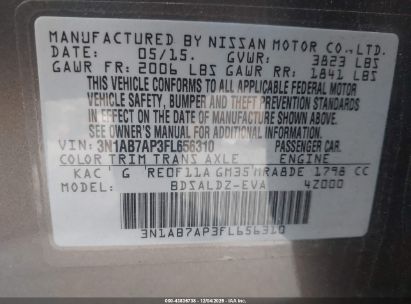 MANUFACTURED BY NISSAN MOTOR CO., LTD.
DATE: 05/15. GVWR: 3823 LBS
GAWR FR: 2006 LBS GAWR RR: 1841 LBS
THIS VEHICLE CONFORMS TO ALL APPLICABLE FEDERAL MOTOR
VEHICLE SAFETY, BUMPER AND THEFT PREVENTION STANDARDS
IN EFFECT ON THE DATE OF MANUFACTURE SHOWN ABOVE.
SEE OWNER'S MANUAL FOR ADDITIONAL INFORMATION.
VIN: 3N1AB7AP3FL656310 PASSENGER CAR.
COLOR TRIM TRANS AXLE ENGINE
KAC G RE0F11A GM35 MRA8DE 1798 CC
MODEL: BDSALDZ-EVA 4Z000
3N1AB7AP3FL656310